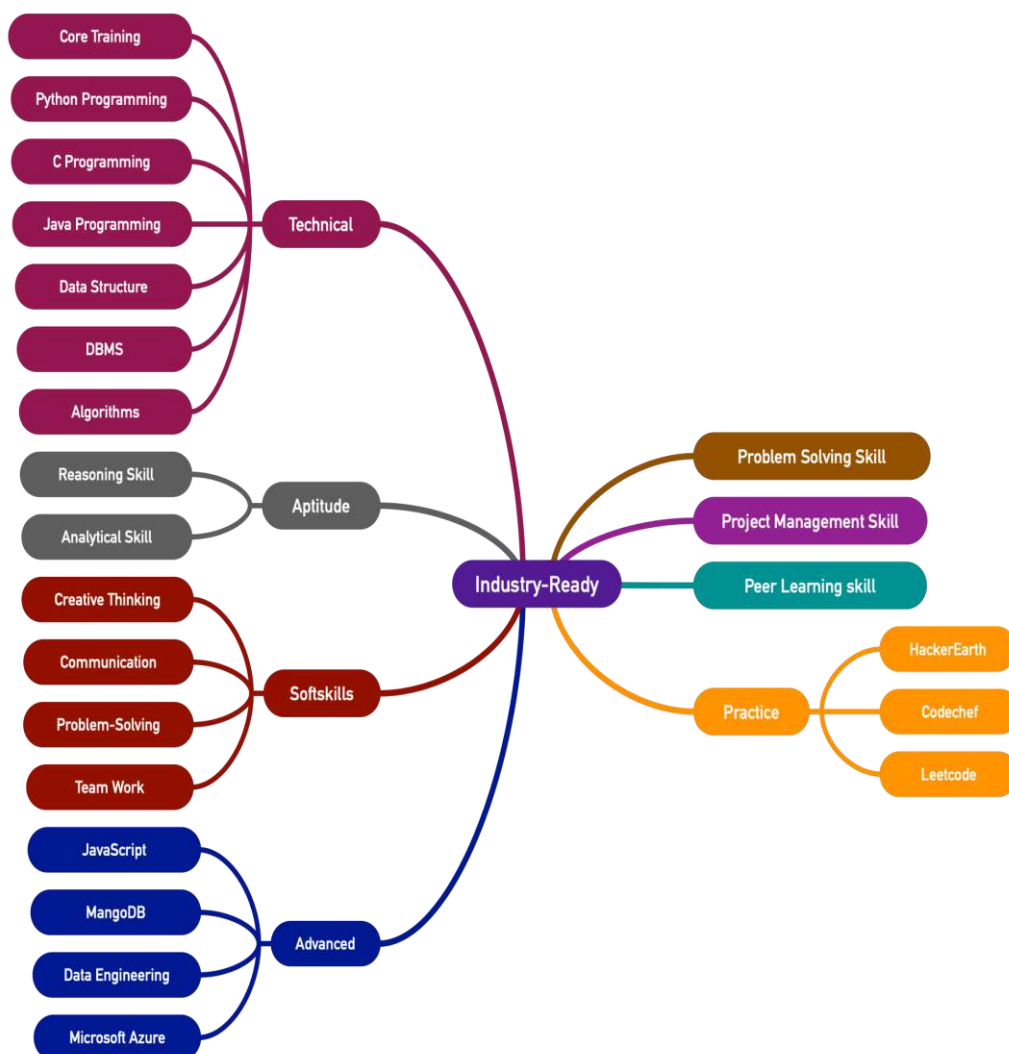 Core Training
Python Programming
C Programming
Java Programming
Data Structure
DBMS
Algorithms
Technical
Reasoning Skill
Analytical Skill
Aptitude
Creative Thinking
Communication
Problem-Solving
Team Work
Softskills
JavaScript
MangoDB
Data Engineering
Microsoft Azure
Advanced
Industry-Ready
Problem Solving Skill
Project Management Skill
Peer Learning skill
Practice
HackerEarth
Codechef
Leetcode